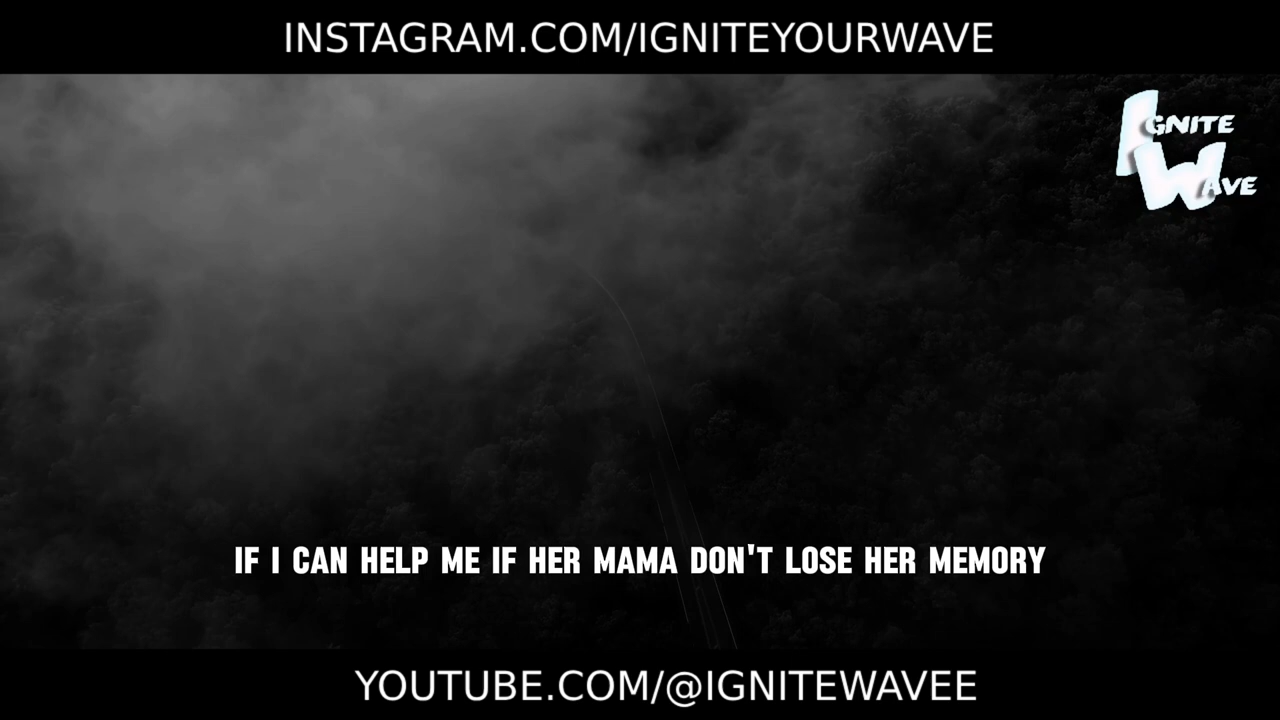 INSTAGRAM.COM/IGNITEYOURWAVE
IGNITE
WAVE
IF I CAN HELP ME IF HER MAMA DON'T LOSE HER MEMORY
YOUTUBE.COM/@IGNITEWAVEE